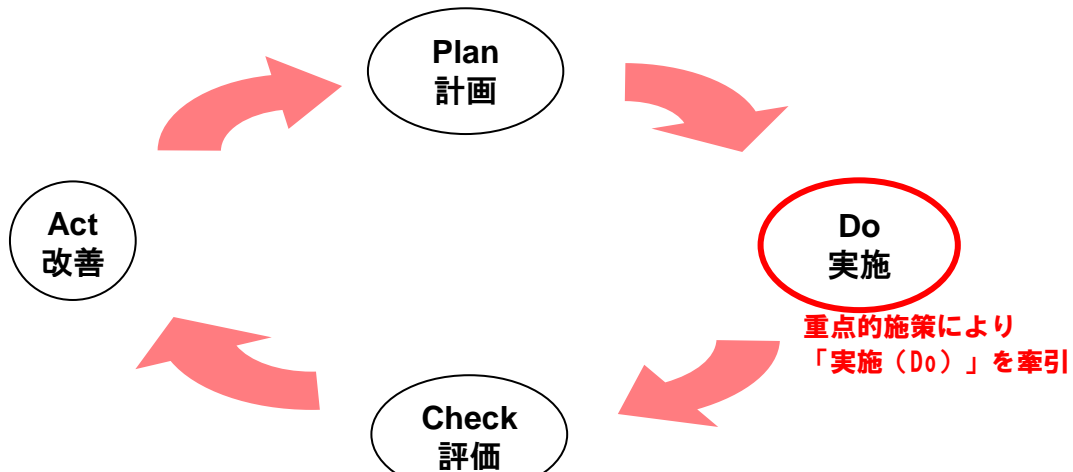 Plan
計画
Act
改善
Do
実施
重点的施策により
「実施（Do）」を牽引
Check
評価